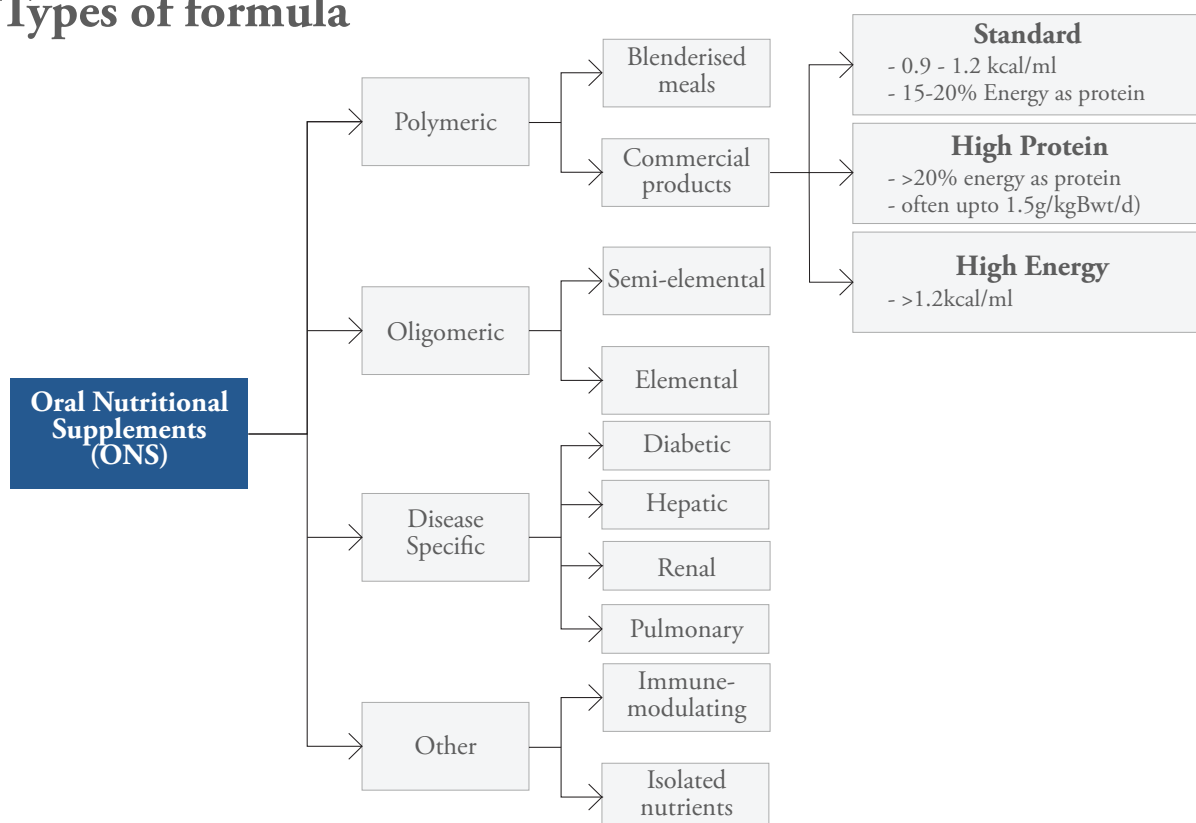 Types of formula
Oral Nutritional
Supplements
(ONS)
Polymeric
Blenderised
meals
Commercial
products
Standard
- 0.9 - 1.2 kcal/ml
- 15-20% Energy as protein
High Protein
- >20% energy as protein
- often upto 1.5g/kgBwt/d)
High Energy
- >1.2kcal/ml
Oligomeric
Semi-elemental
Elemental
Disease
Specific
Diabetic
Hepatic
Renal
Pulmonary
Other
Immune-
modulating
Isolated
nutrients